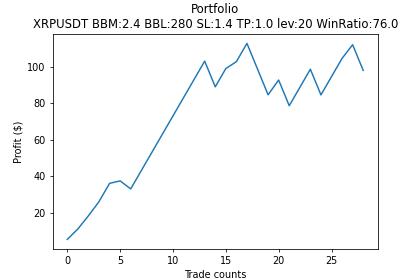 Portfolio
XRPUSDT BBM:2.4 BBL:280 SL:1.4 TP:1.0 lev:20 WinRatio:76.0
100
80
60
40
20
Profit ($)
0 5 10 15 20 25
Trade counts